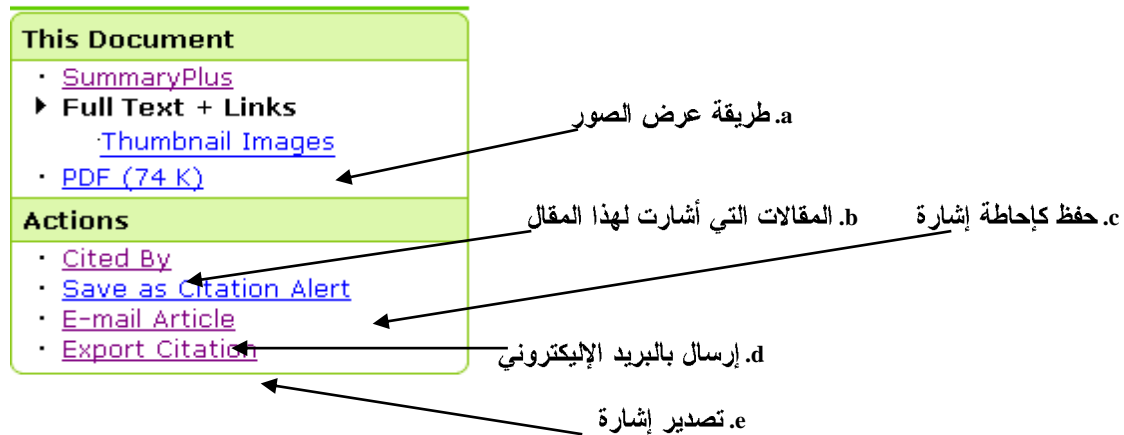 This Document
· SummaryPlus
Full Text + Links
·Thumbnail Images
· PDF (74 K)
Actions
· Cited By
· Save as Citation Alert
· E-mail Article
· Export Citation
a. طريقة عرض الصور
b. المقالات التي أشارت لهذا المقال
c. حفظ كإحاطة إشارة
d. إرسال بالبريد الإليكتروني
e. تصدير إشارة